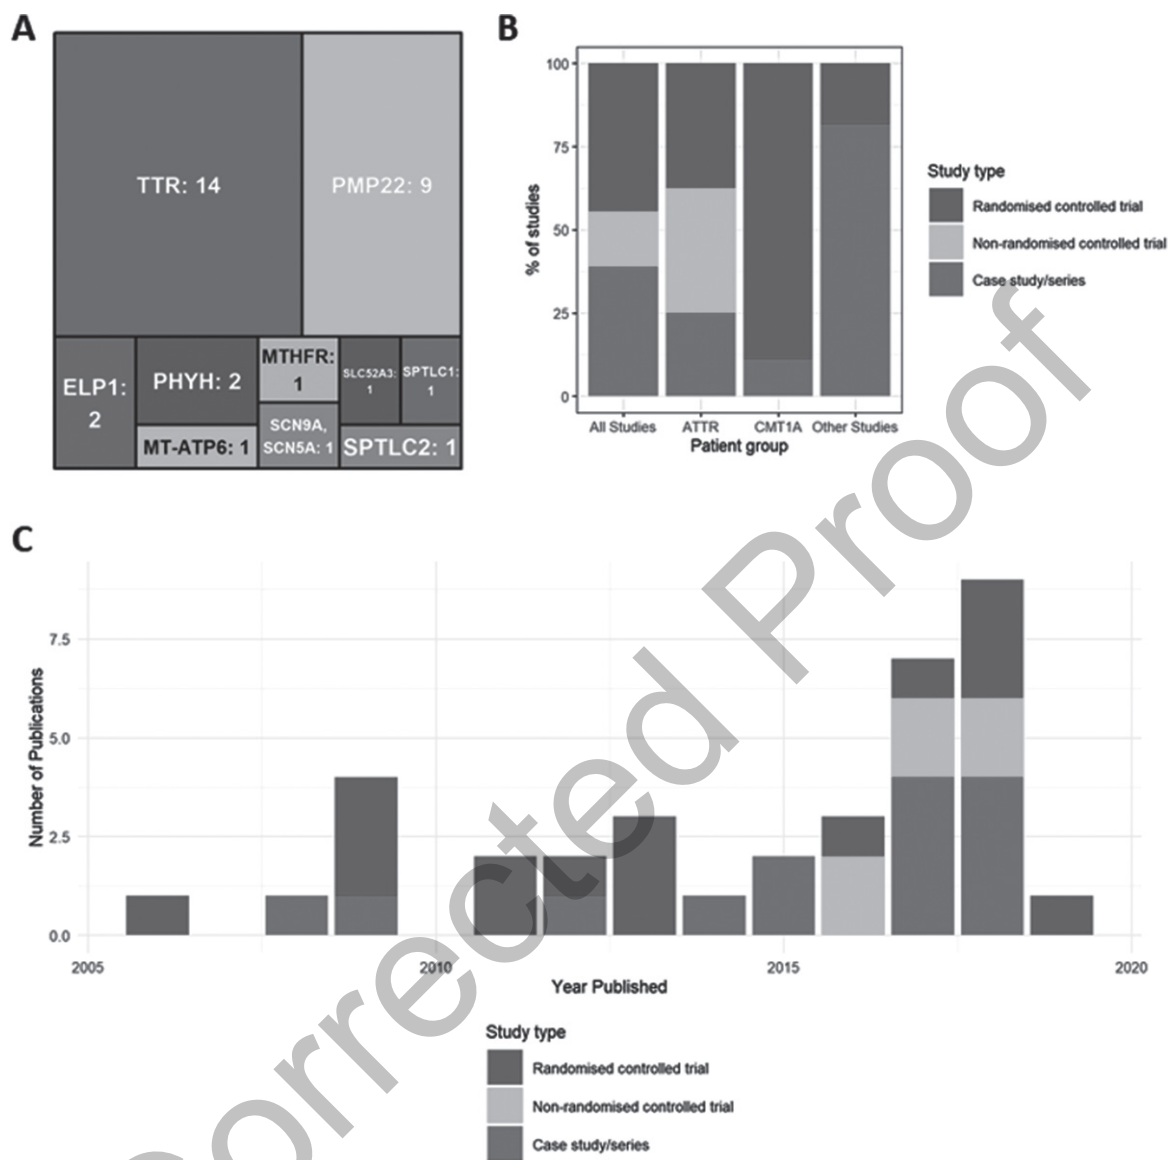 A
TTR: 14
PMP22: 9
ELP1:
2
PHYH: 2
MT-ATP6: 1
MTHFR:
1
SCN9A,
SCN5A: 1
SLC52A3:
1
SPTLC1:
1
SPTLC2: 1
B
% of studies
100
75
50
25
0
All Studies
ATTR
CMT1A
Other Studies
Patient group
Study type
Randomised controlled trial
Non-randomised controlled trial
Case study/series
C
Number of Publications
7.5
5.0
2.5
0.0
2005
2010
2015
2020
Year Published
Study type
Randomised controlled trial
Non-randomised controlled trial
Case study/series
orrected Proof